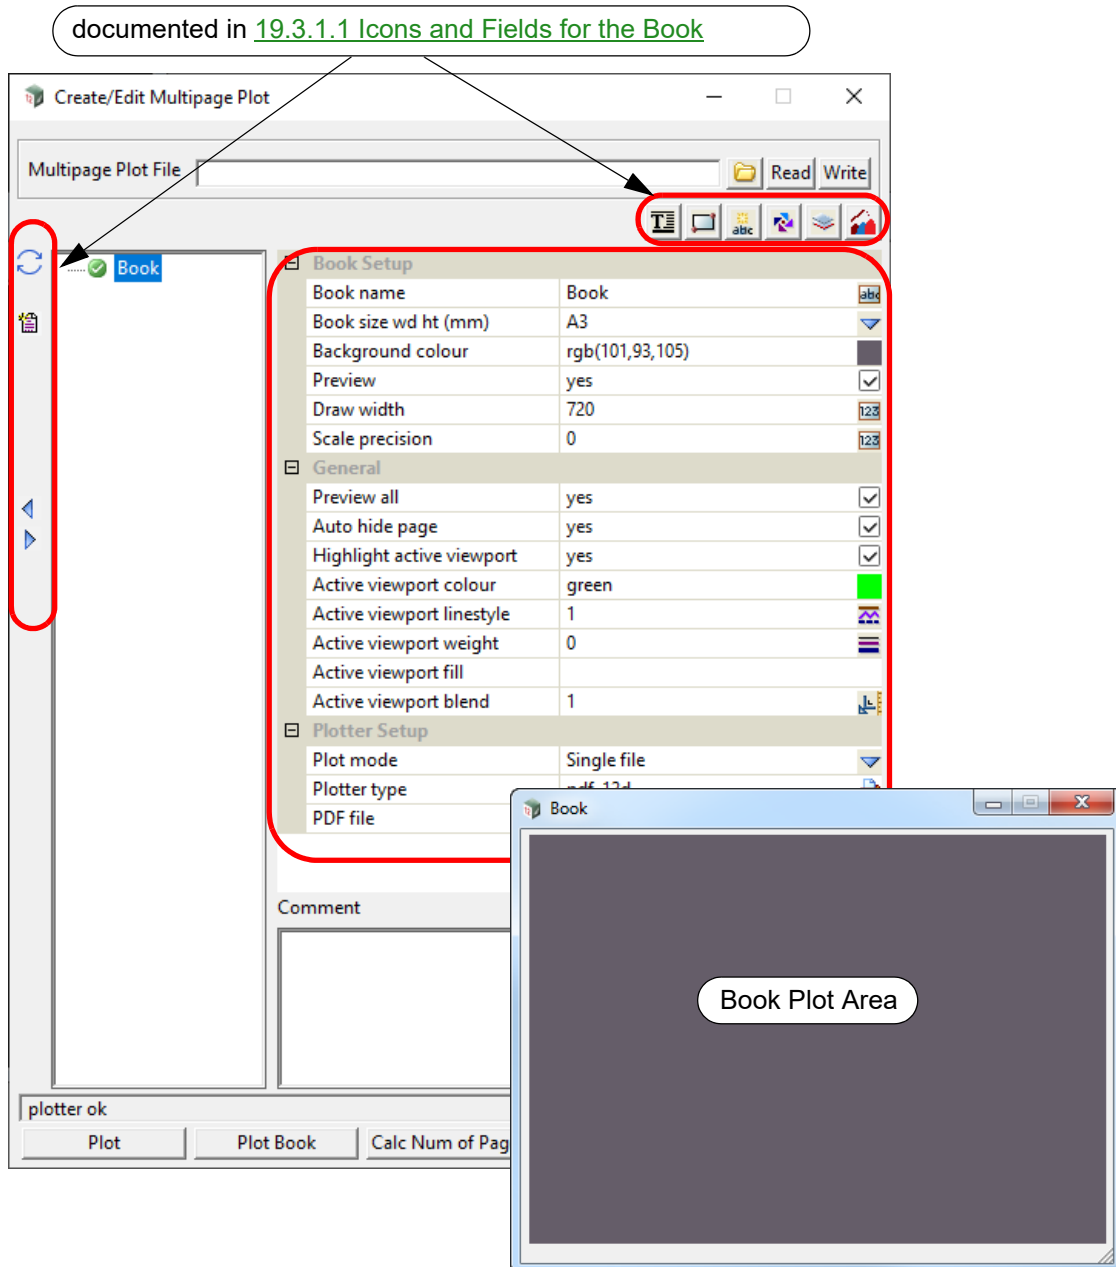 documented in 19.3.1.1 Icons and Fields for the Book
Create/Edit Multipage Plot
Multipage Plot File
Read Write
abc
Book
Book Setup
Book name Book abc
Book size wd ht (mm) A3
Background colour rgb(101,93,105)
Preview yes
Draw width 720 123
Scale precision 0 123
General
Preview all yes
Auto hide page yes
Highlight active viewport yes
Active viewport colour green
Active viewport linestyle 1
Active viewport weight 0
Active viewport fill
Active viewport blend 1
Plotter Setup
Plot mode Single file
Plotter type
PDF file
Book
Comment
Book Plot Area
plotter ok
Plot Plot Book Calc Num of Pag